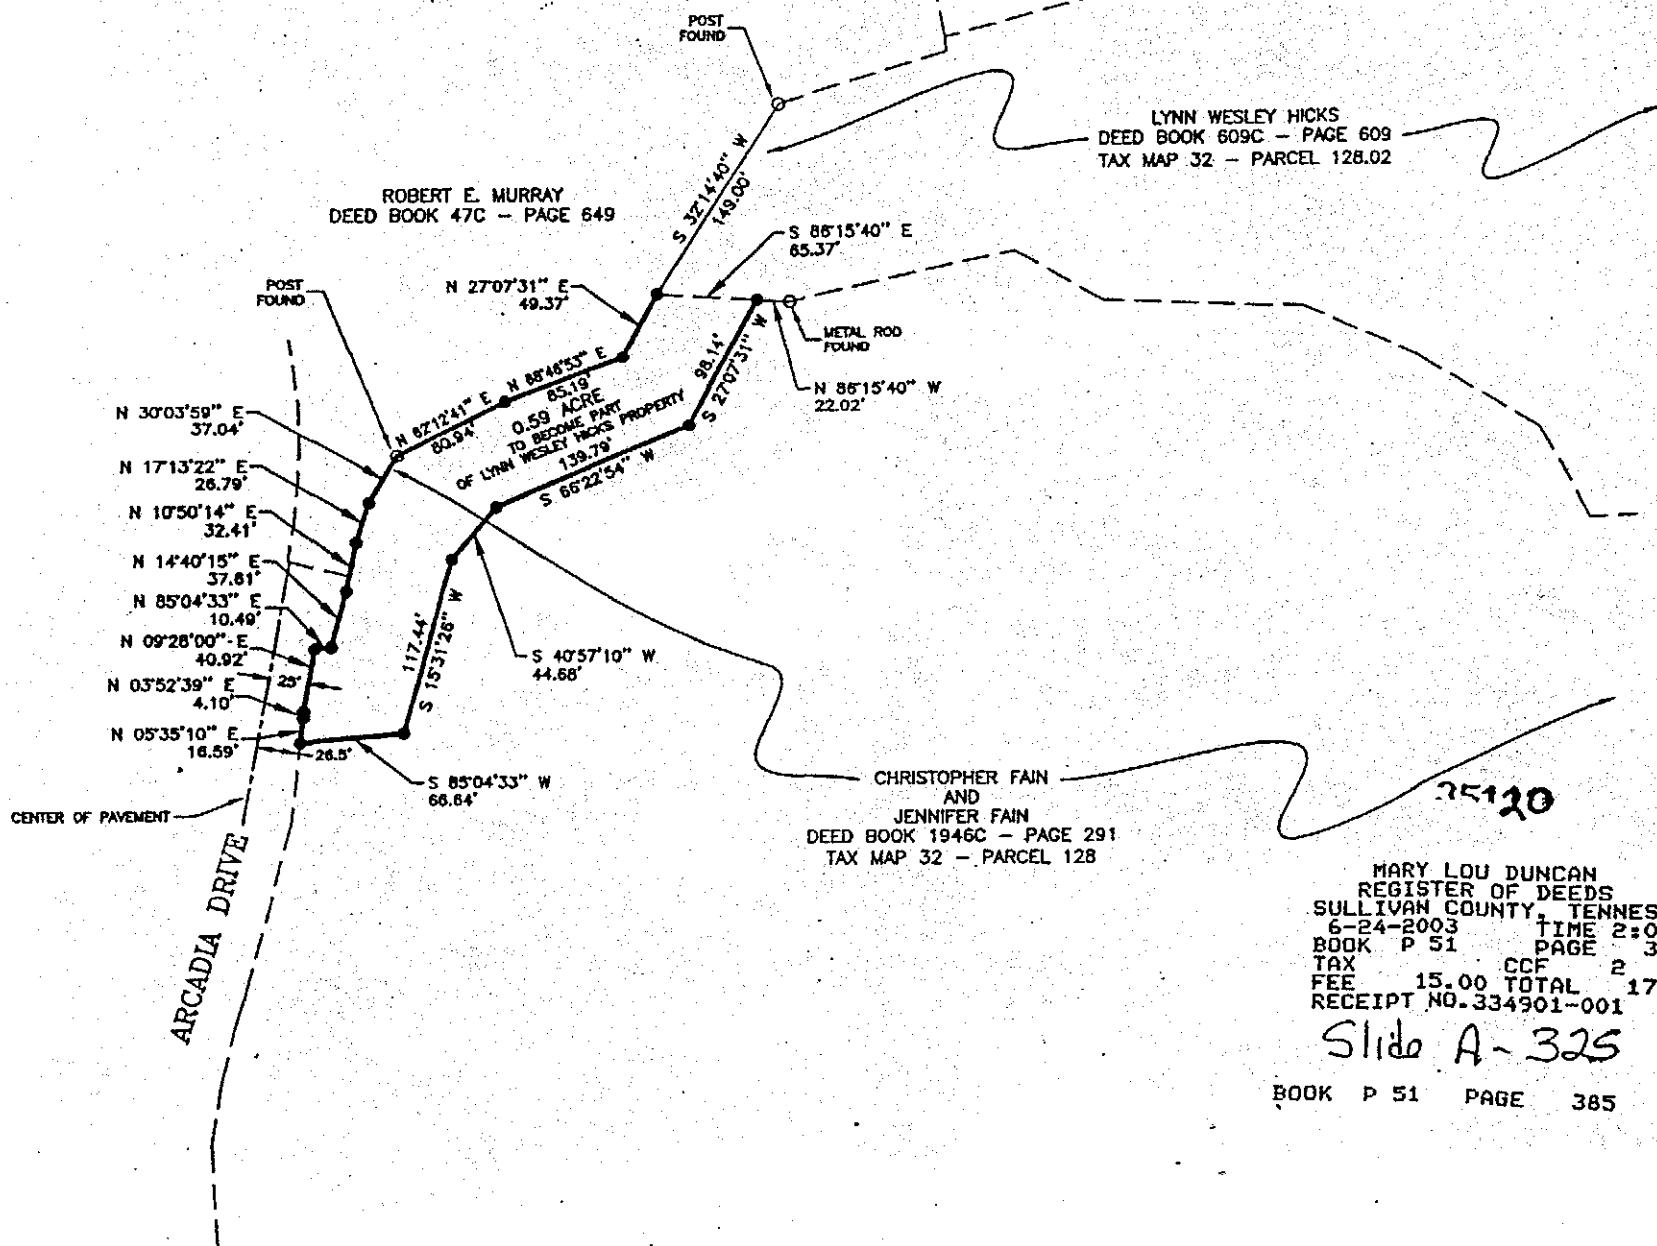 POST
FOUND
LYNN WESLEY HICKS
DEED BOOK 609C - PAGE 609
TAX MAP 32 - PARCEL 128.02
ROBERT E. MURRAY
DEED BOOK 47C - PAGE 649
S 32°14'40" W
149.00'
S 86°15'40" E
65.37'
POST
FOUND
N 27°07'31" E
49.37'
METAL ROD
FOUND
N 86°15'40" W
22.02'
98.14'
S 27°07'31" W
N 68°46'53" E
85.19'
N 62°12'41" E
80.94'
0.59 ACRE
TO BECOME PART
OF LYNN WESLEY HICKS PROPERTY
139.79'
S 66°22'54" W
N 30°03'59" E
37.04'
N 17°13'22" E
26.79'
N 10°50'14" E
32.41'
N 14°40'15" E
37.81'
N 85°04'33" E
10.49'
N 09°28'00" E
40.92'
25'
N 03°52'39" E
4.10'
N 05°35'10" E
16.59'
26.5'
117.44'
S 15°31'26" W
S 40°57'10" W
44.68'
S 85°04'33" W
66.64'
CENTER OF PAVEMENT
ARCADIA DRIVE
CHRISTOPHER FAIN
AND
JENNIFER FAIN
DEED BOOK 1946C - PAGE 291
TAX MAP 32 - PARCEL 128
MARY LOU DUNCAN
REGISTER OF DEEDS
SULLIVAN COUNTY, TENNES
6-24-2003 TIME 2:0
BOOK P 51 PAGE 3
TAX CCF 2
FEE 15.00 TOTAL 17
RECEIPT NO. 334901-001
Slide A-325
BOOK P 51 PAGE 385